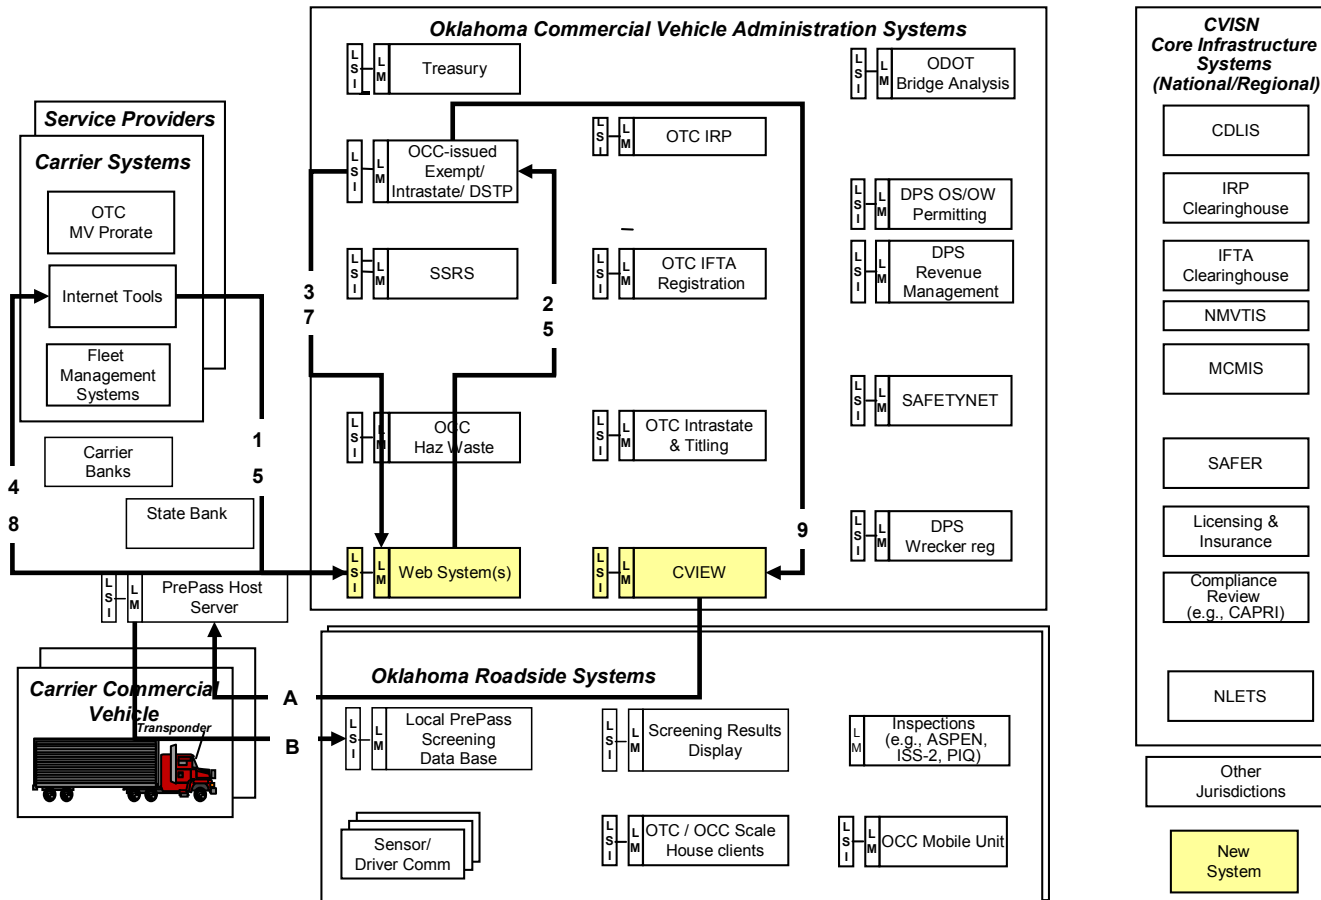 Oklahoma Commercial Vehicle Administration Systems
L
S
I
L
M
Treasury
L
S
I
L
M
OCC-issued
Exempt/
Intrastate/ DSTP
L
S
I
L
M
SSRS
L
S
I
L
M
OCC
Haz Waste
L
S
I
L
M
Web System(s)
L
S
I
L
M
OTC IRP
L
S
I
L
M
OTC IFTA
Registration
L
S
I
L
M
OTC Intrastate
& Titling
L
S
I
L
M
CVIEW
L
S
I
L
M
ODOT
Bridge Analysis
L
S
I
L
M
DPS OS/OW
Permitting
L
S
I
L
M
DPS
Revenue
Management
L
S
I
L
M
SAFETYNET
L
S
I
L
M
DPS
Wrecker reg
3
7
2
5
9
Service Providers
Carrier Systems
OTC
MV Prorate
Internet Tools
Fleet
Management
Systems
Carrier
Banks
State Bank
1
5
4
8
L
S
I
L
M
PrePass Host
Server
Carrier Commercial
Vehicle
Transponder
A
B
Oklahoma Roadside Systems
L
S
I
L
M
Local PrePass
Screening
Data Base
L
S
I
L
M
Screening Results
Display
L
M
Inspections
(e.g., ASPEN,
ISS-2, PIQ)
Sensor/
Driver Comm
L
S
I
L
M
OTC / OCC Scale
House clients
L
S
I
L
M
OCC Mobile Unit
CVISN
Core Infrastructure
Systems
(National/Regional)
CDLIS
IRP
Clearinghouse
IFTA
Clearinghouse
NMVTIS
MCMIS
SAFER
Licensing &
Insurance
Compliance
Review
(e.g., CAPRI)
NLETS
Other
Jurisdictions
New
System